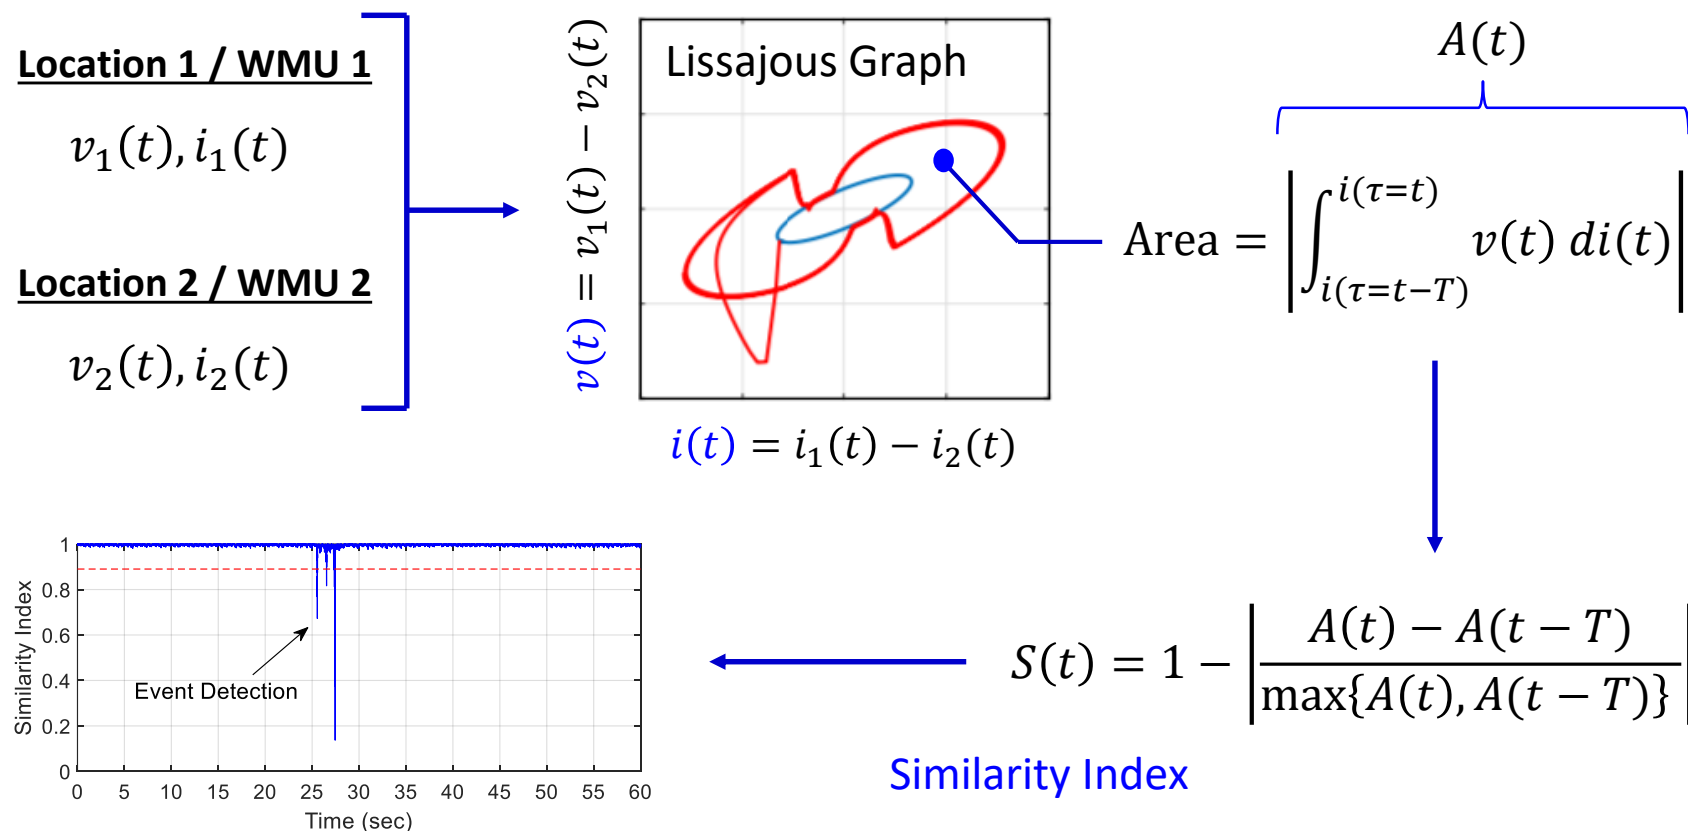 Location 1 / WMU 1
v₁(t), i₁(t)
Location 2 / WMU 2
v₂(t), i₂(t)
v(t) = v₁(t) − v₂(t)
Lissajous Graph
i(t) = i₁(t) − i₂(t)
A(t)
Area = |∫_{i(τ=t−T)}^{i(τ=t)} v(t) di(t)|
S(t) = 1 − |(A(t) − A(t − T)) / max{A(t), A(t − T)}|
Similarity Index
Similarity Index
1
0.8
0.6
0.4
0.2
0
Event Detection
0 5 10 15 20 25 30 35 40 45 50 55 60
Time (sec)